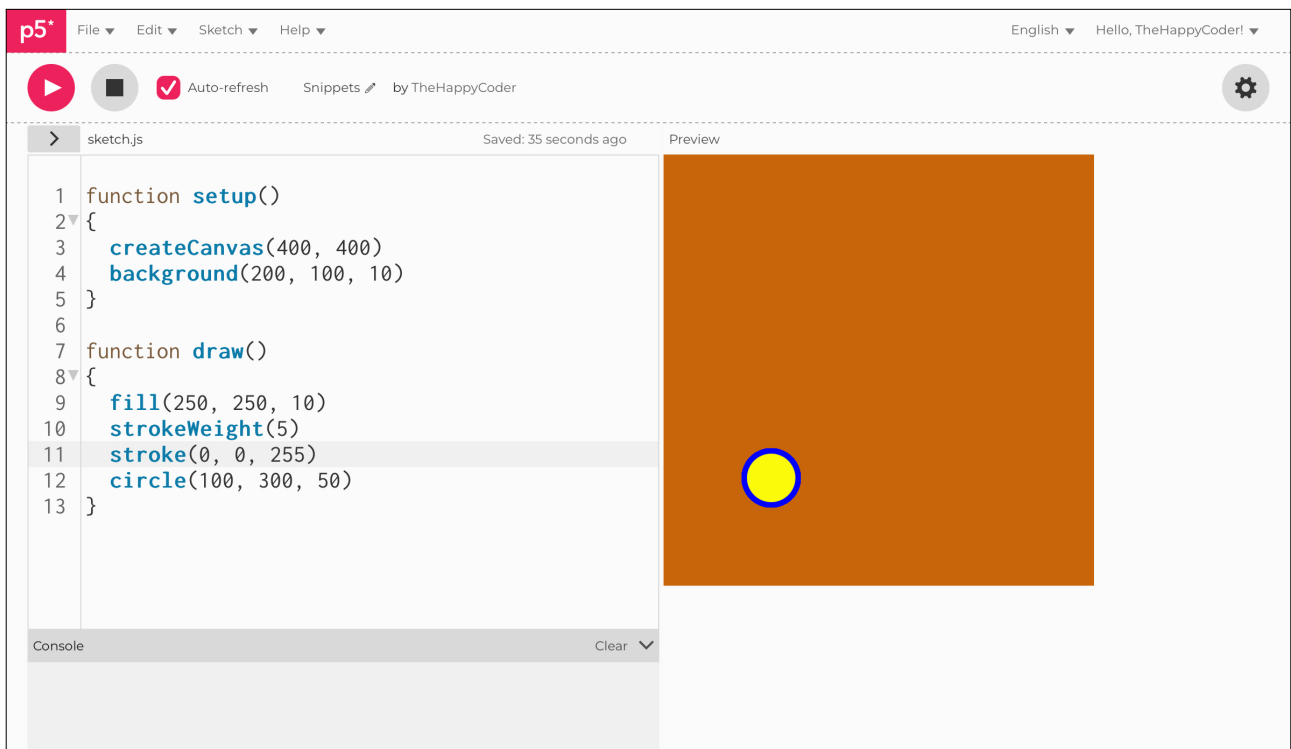 p5* File Edit Sketch Help English Hello, TheHappyCoder!
Auto-refresh Snippets by TheHappyCoder
> sketch.js Saved: 35 seconds ago Preview
1 function setup()
2 {
3   createCanvas(400, 400)
4   background(200, 100, 10)
5 }
6
7 function draw()
8 {
9   fill(250, 250, 10)
10   strokeWeight(5)
11   stroke(0, 0, 255)
12   circle(100, 300, 50)
13 }
Console Clear